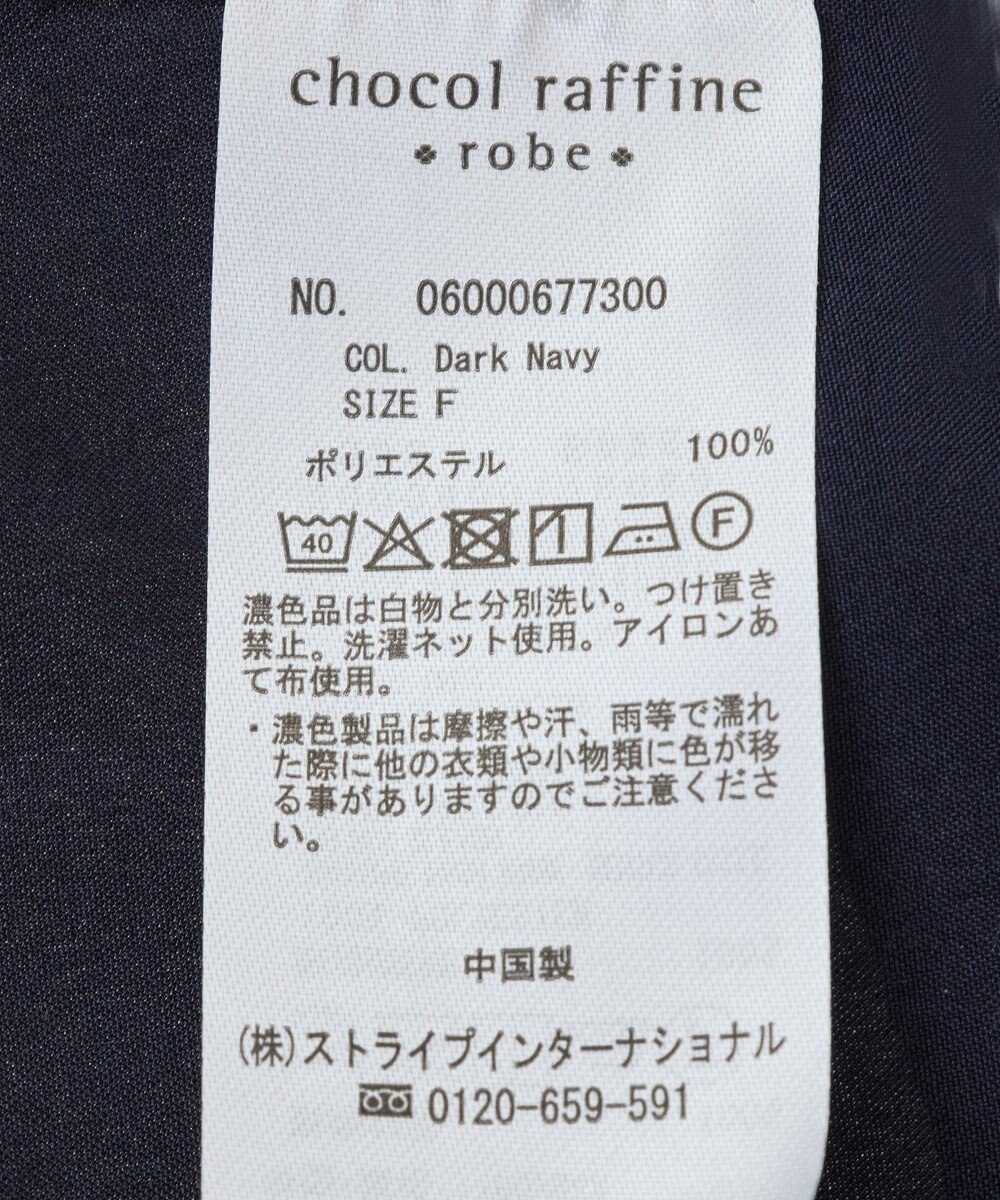 chocol raffine
robe
NO. 06000677300
COL. Dark Navy
SIZE F
ポリエステル 100%
40 F
濃色品は白物と分別洗い。つけ置き
禁止。洗濯ネット使用。アイロンあ
て布使用。
・濃色製品は摩擦や汗、雨等で濡れ
た際に他の衣類や小物類に色が移
る事がありますのでご注意くださ
い。
中国製
(株)ストライプインターナショナル
0120-659-591